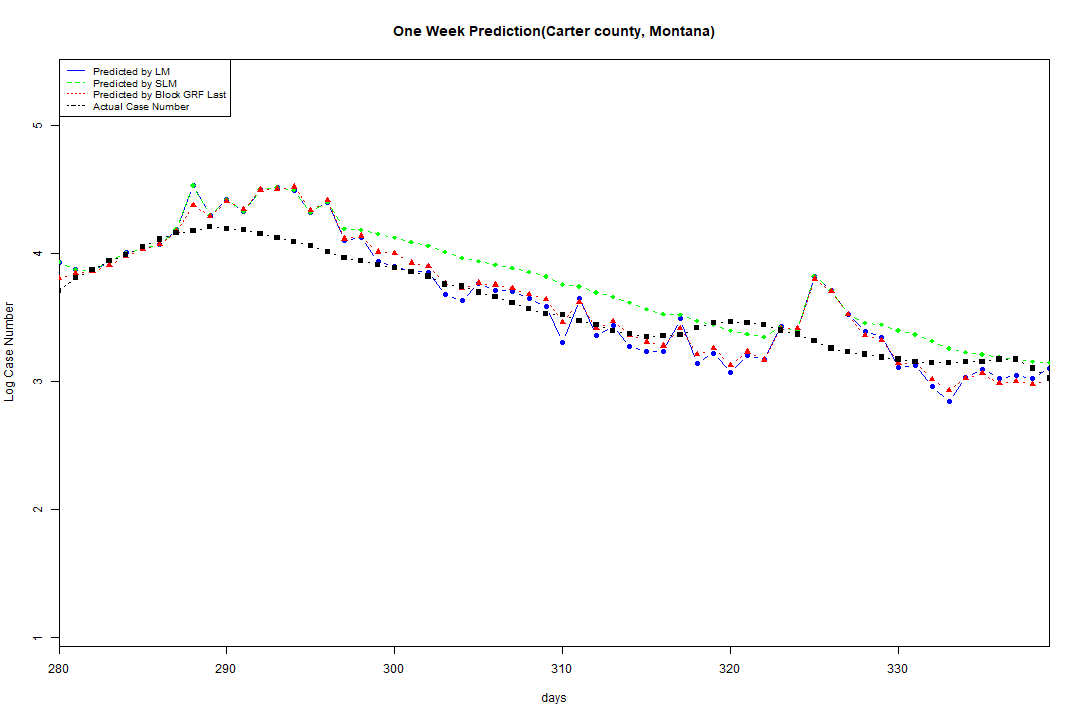 One Week Prediction(Carter county, Montana)
Predicted by LM
Predicted by SLM
Predicted by Block GRF Last
Actual Case Number
5
4
3
2
1
Log Case Number
280 290 300 310 320 330
days